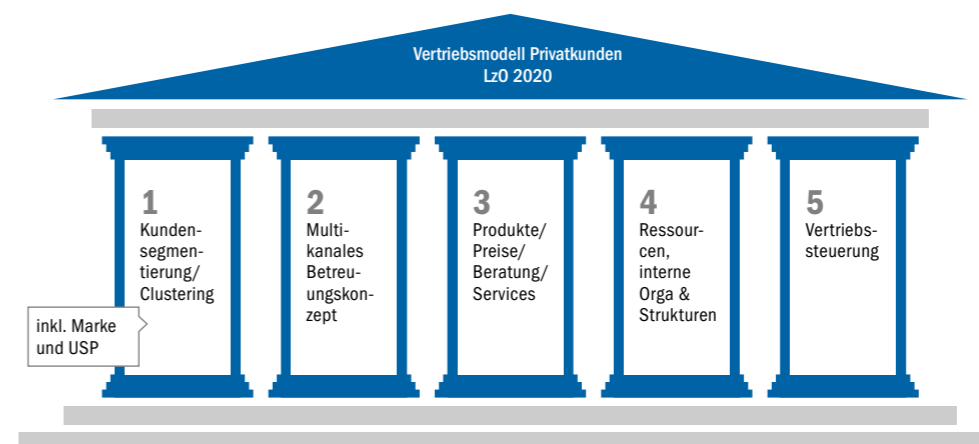 Vertriebsmodell Privatkunden
LzO 2020
1
Kunden-
segmen-
tierung/
Clustering
inkl. Marke
und USP
2
Multi-
kanales
Betreu-
ungskon-
zept
3
Produkte/
Preise/
Beratung/
Services
4
Ressour-
cen,
interne
Orga &
Strukturen
5
Vertriebs-
steuerung